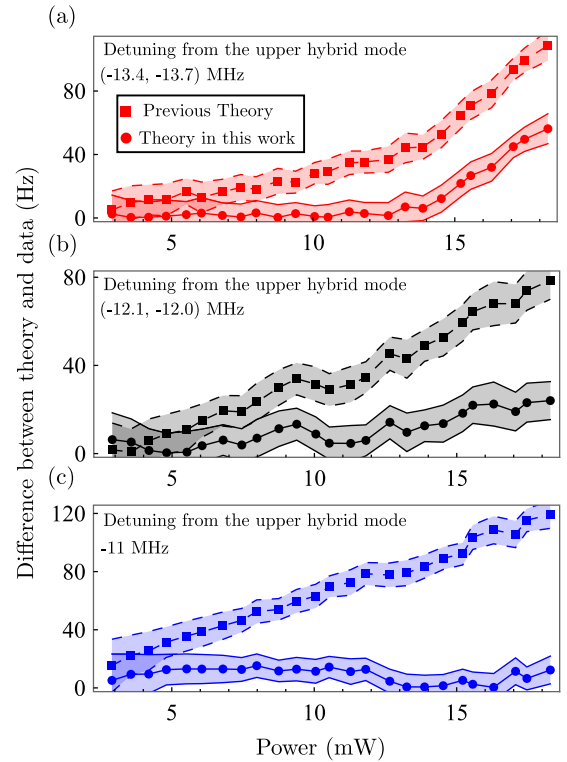 (a)
Detuning from the upper hybrid mode
(-13.4, -13.7) MHz
Previous Theory
Theory in this work
80
40
0
5 10 15
(b)
Detuning from the upper hybrid mode
(-12.1, -12.0) MHz
80
40
0
5 10 15
(c)
Detuning from the upper hybrid mode
-11 MHz
120
80
40
0
5 10 15
Power (mW)
Difference between theory and data (Hz)